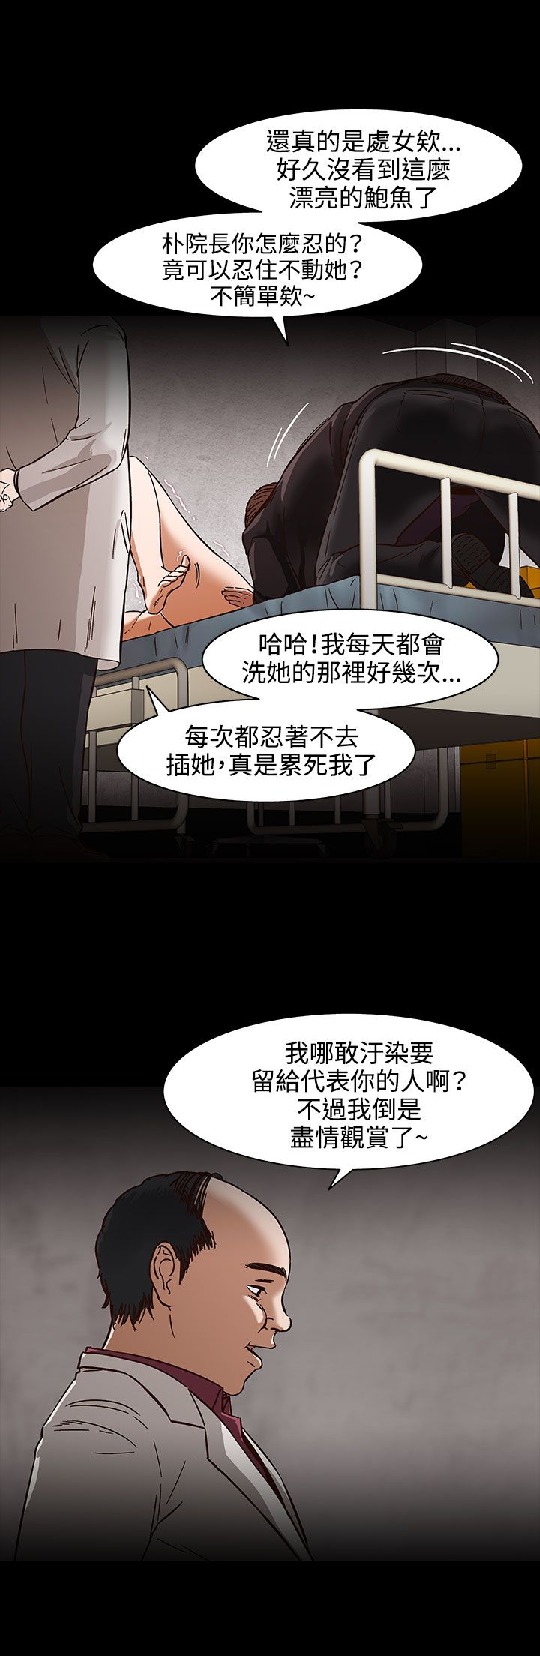 還真的是處女欸...
好久沒看到這麼
漂亮的鮑魚了
朴院長你怎麼忍的？
竟可以忍住不動她？
不簡單欸~
哈哈！我每天都會
洗她的那裡好幾次...
每次都忍著不去
插她，真是累死我了
我哪敢汙染要
留給代表你的人啊？
不過我倒是
盡情觀賞了~